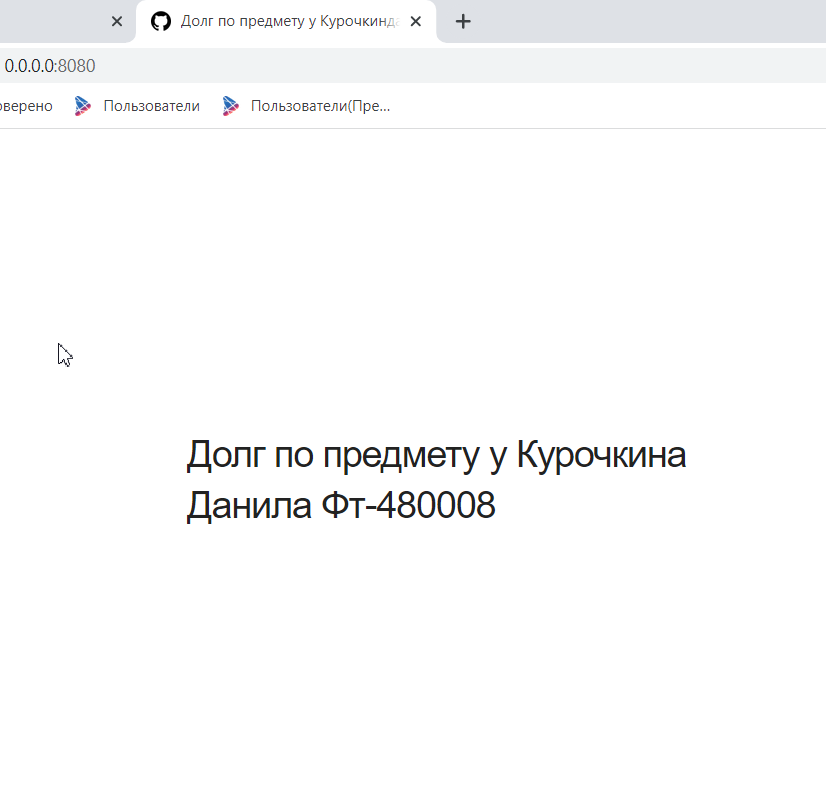 Долг по предмету у Курочкинда
0.0.0.0:8080
оверено Пользователи Пользователи(Пре...
Долг по предмету у Курочкина
Данила Фт-480008